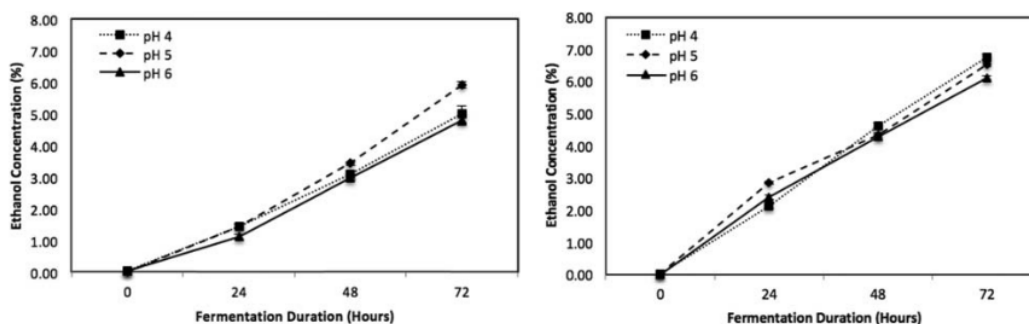 8.00
7.00
6.00
5.00
4.00
3.00
2.00
1.00
0.00
Ethanol Concentration (%)
pH 4
pH 5
pH 6
0 24 48 72
Fermentation Duration (Hours)
8.00
7.00
6.00
5.00
4.00
3.00
2.00
1.00
0.00
Ethanol Concentration (%)
pH 4
pH 5
pH 6
0 24 48 72
Fermentation Duration (Hours)